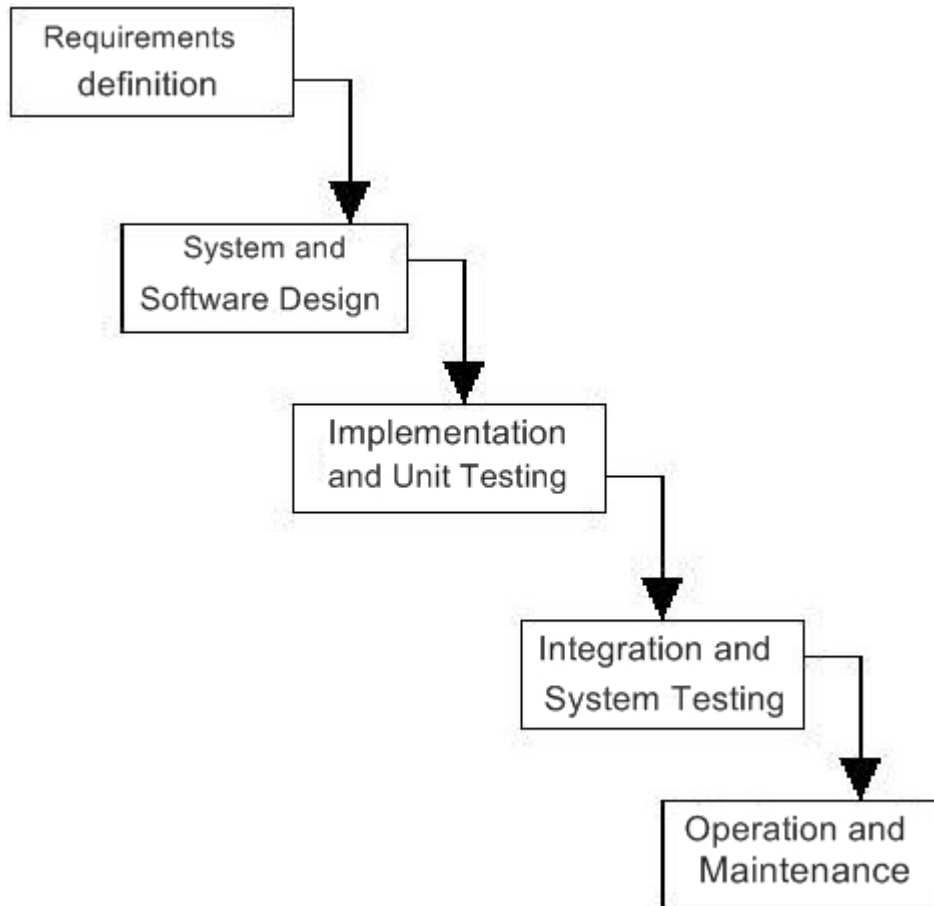 Requirements
definition
System and
Software Design
Implementation
and Unit Testing
Integration and
System Testing
Operation and
Maintenance